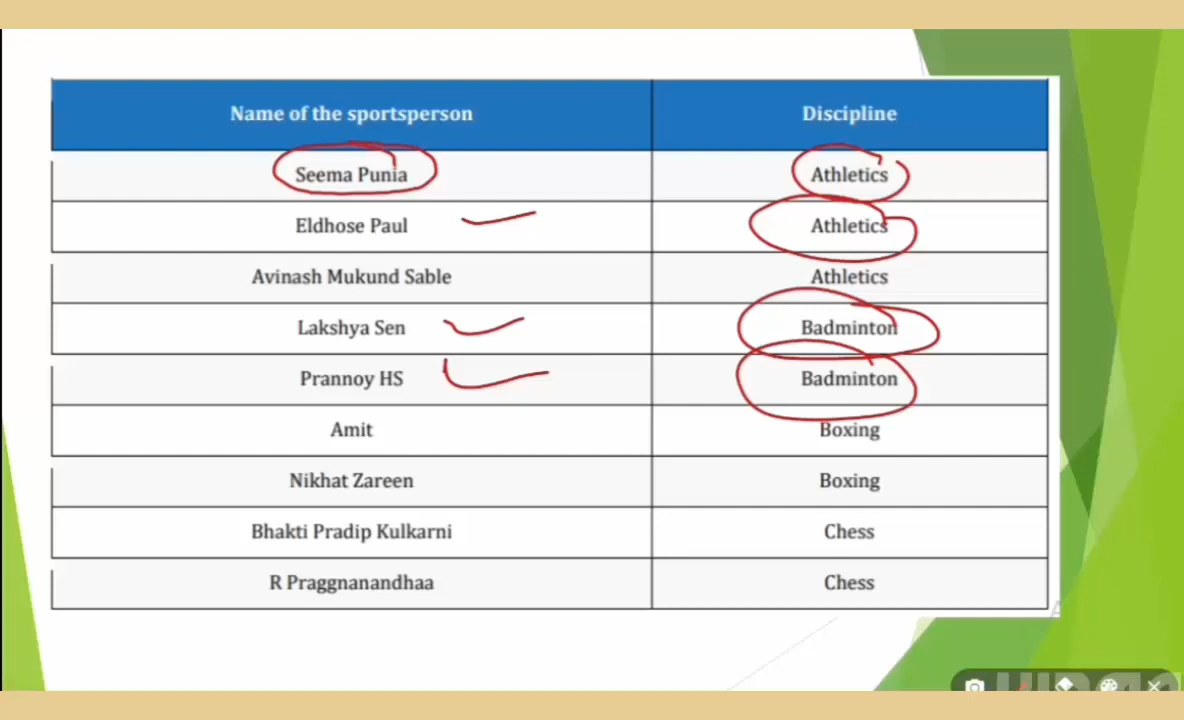 Name of the sportsperson Discipline
Seema Punia Athletics
Eldhose Paul Athletics
Avinash Mukund Sable Athletics
Lakshya Sen Badminton
Prannoy HS Badminton
Amit Boxing
Nikhat Zareen Boxing
Bhakti Pradip Kulkarni Chess
R Praggnanandhaa Chess